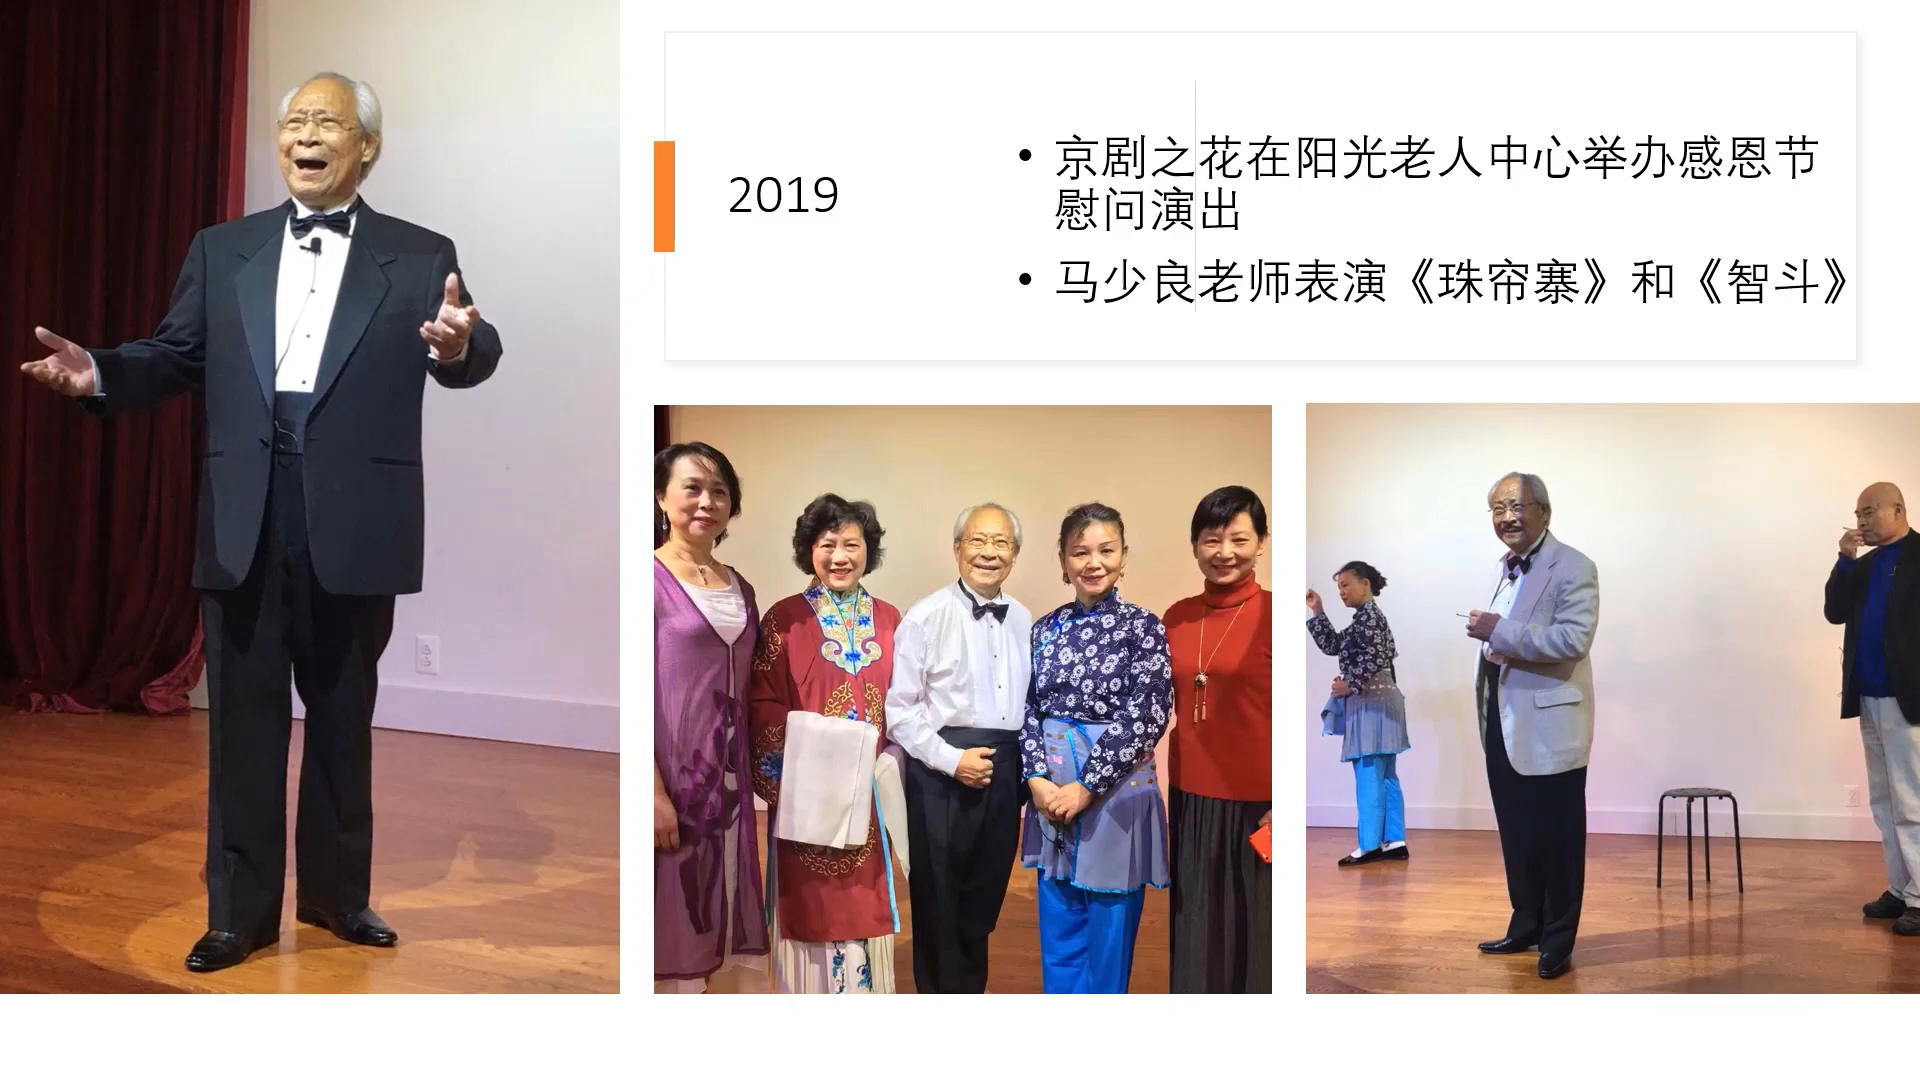 2019
• 京剧之花在阳光老人中心举办感恩节
慰问演出
• 马少良老师表演《珠帘寨》和《智斗》